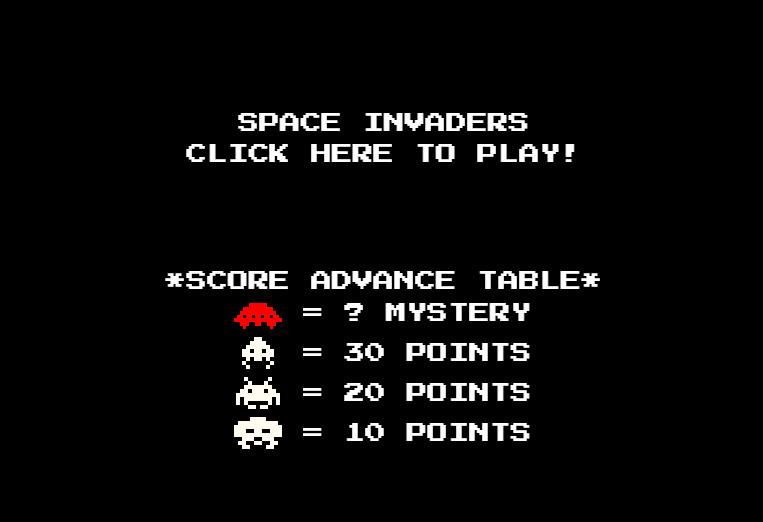 SPACE INVADERS
CLICK HERE TO PLAY!
*SCORE ADVANCE TABLE*
= ? MYSTERY
= 30 POINTS
= 20 POINTS
= 10 POINTS